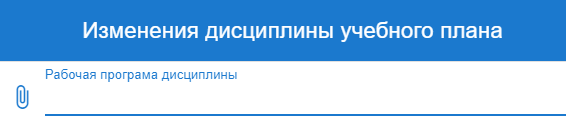 Изменения дисциплины учебного плана
Рабочая програма дисциплины